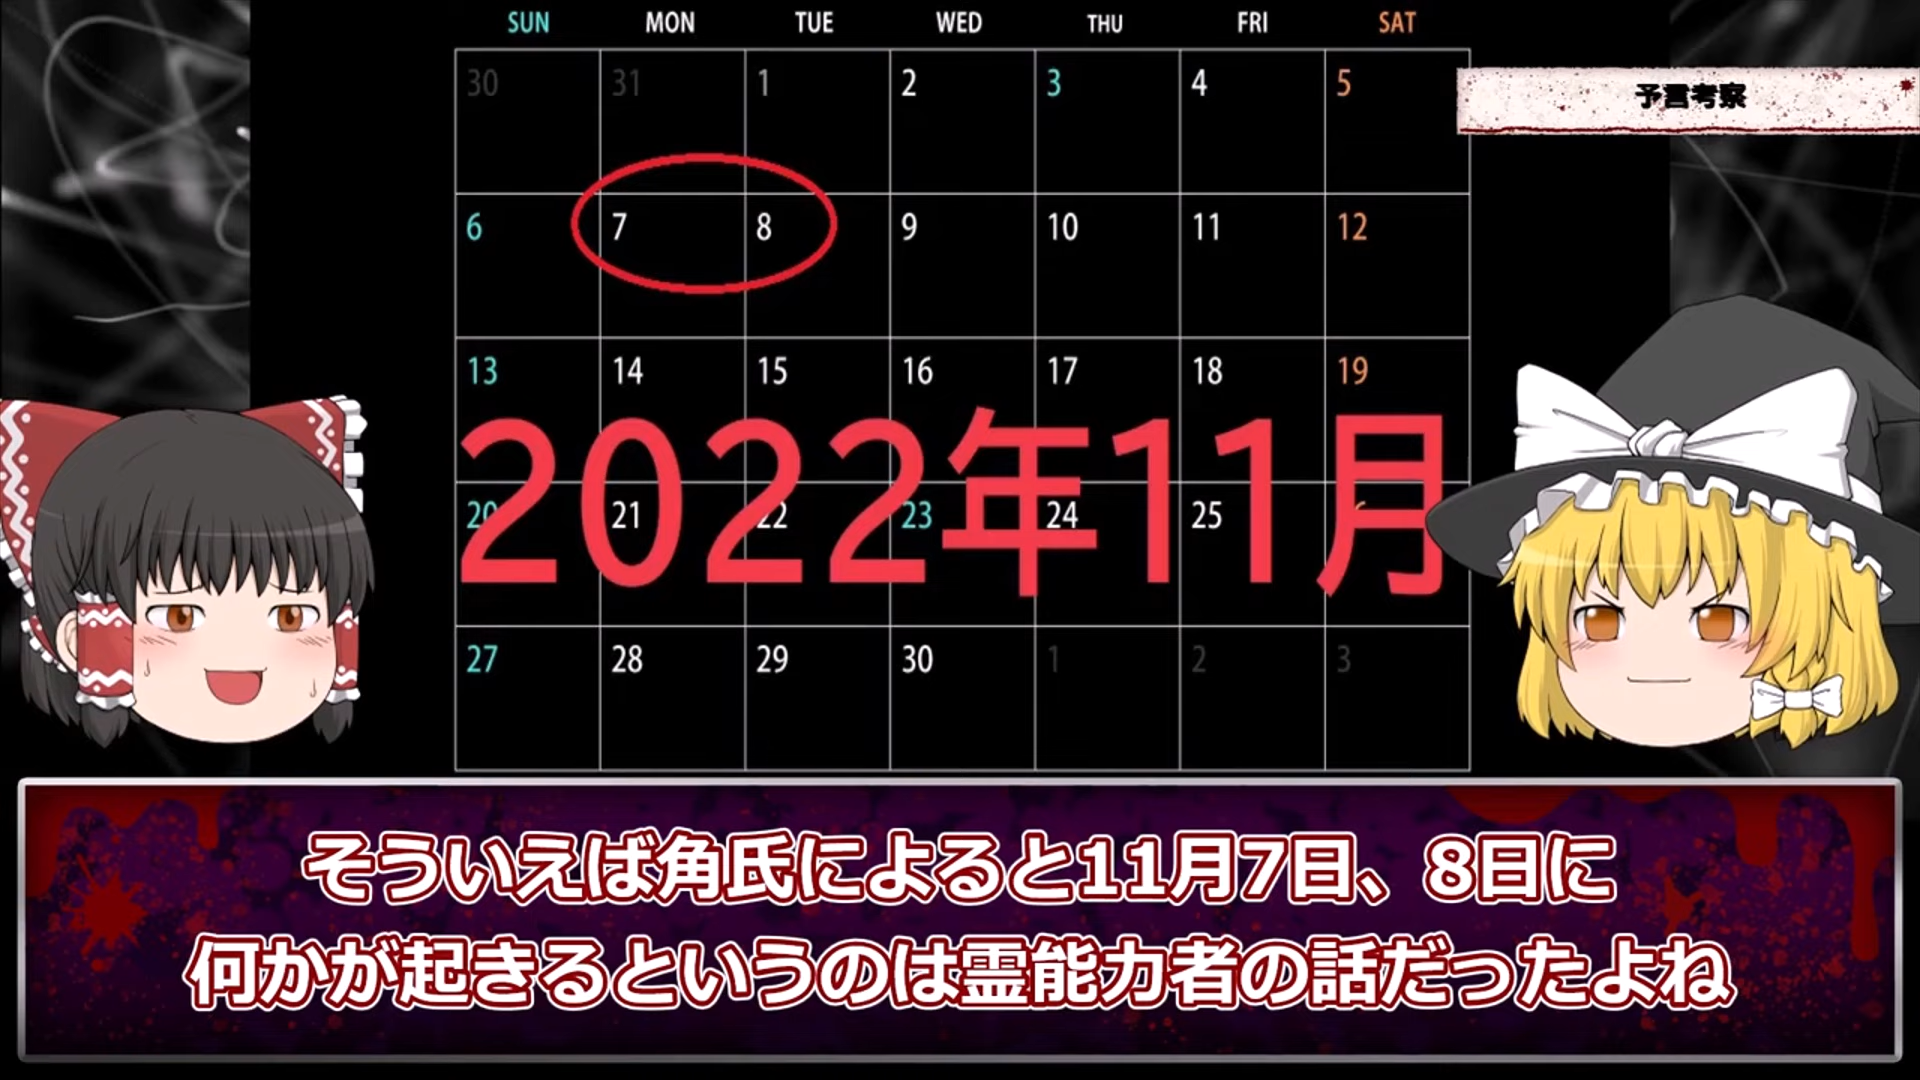 SUN MON TUE WED THU FRI SAT
30 31 1 2 3 4 5
予言考察
6 7 8 9 10 11 12
13 14 15 16 17 18 19
2022年11月
20 21 22 23 24 25
27 28 29 30 1 2 3
そういえば角氏によると11月7日、8日に
何かが起きるというのは霊能力者の話だったよね